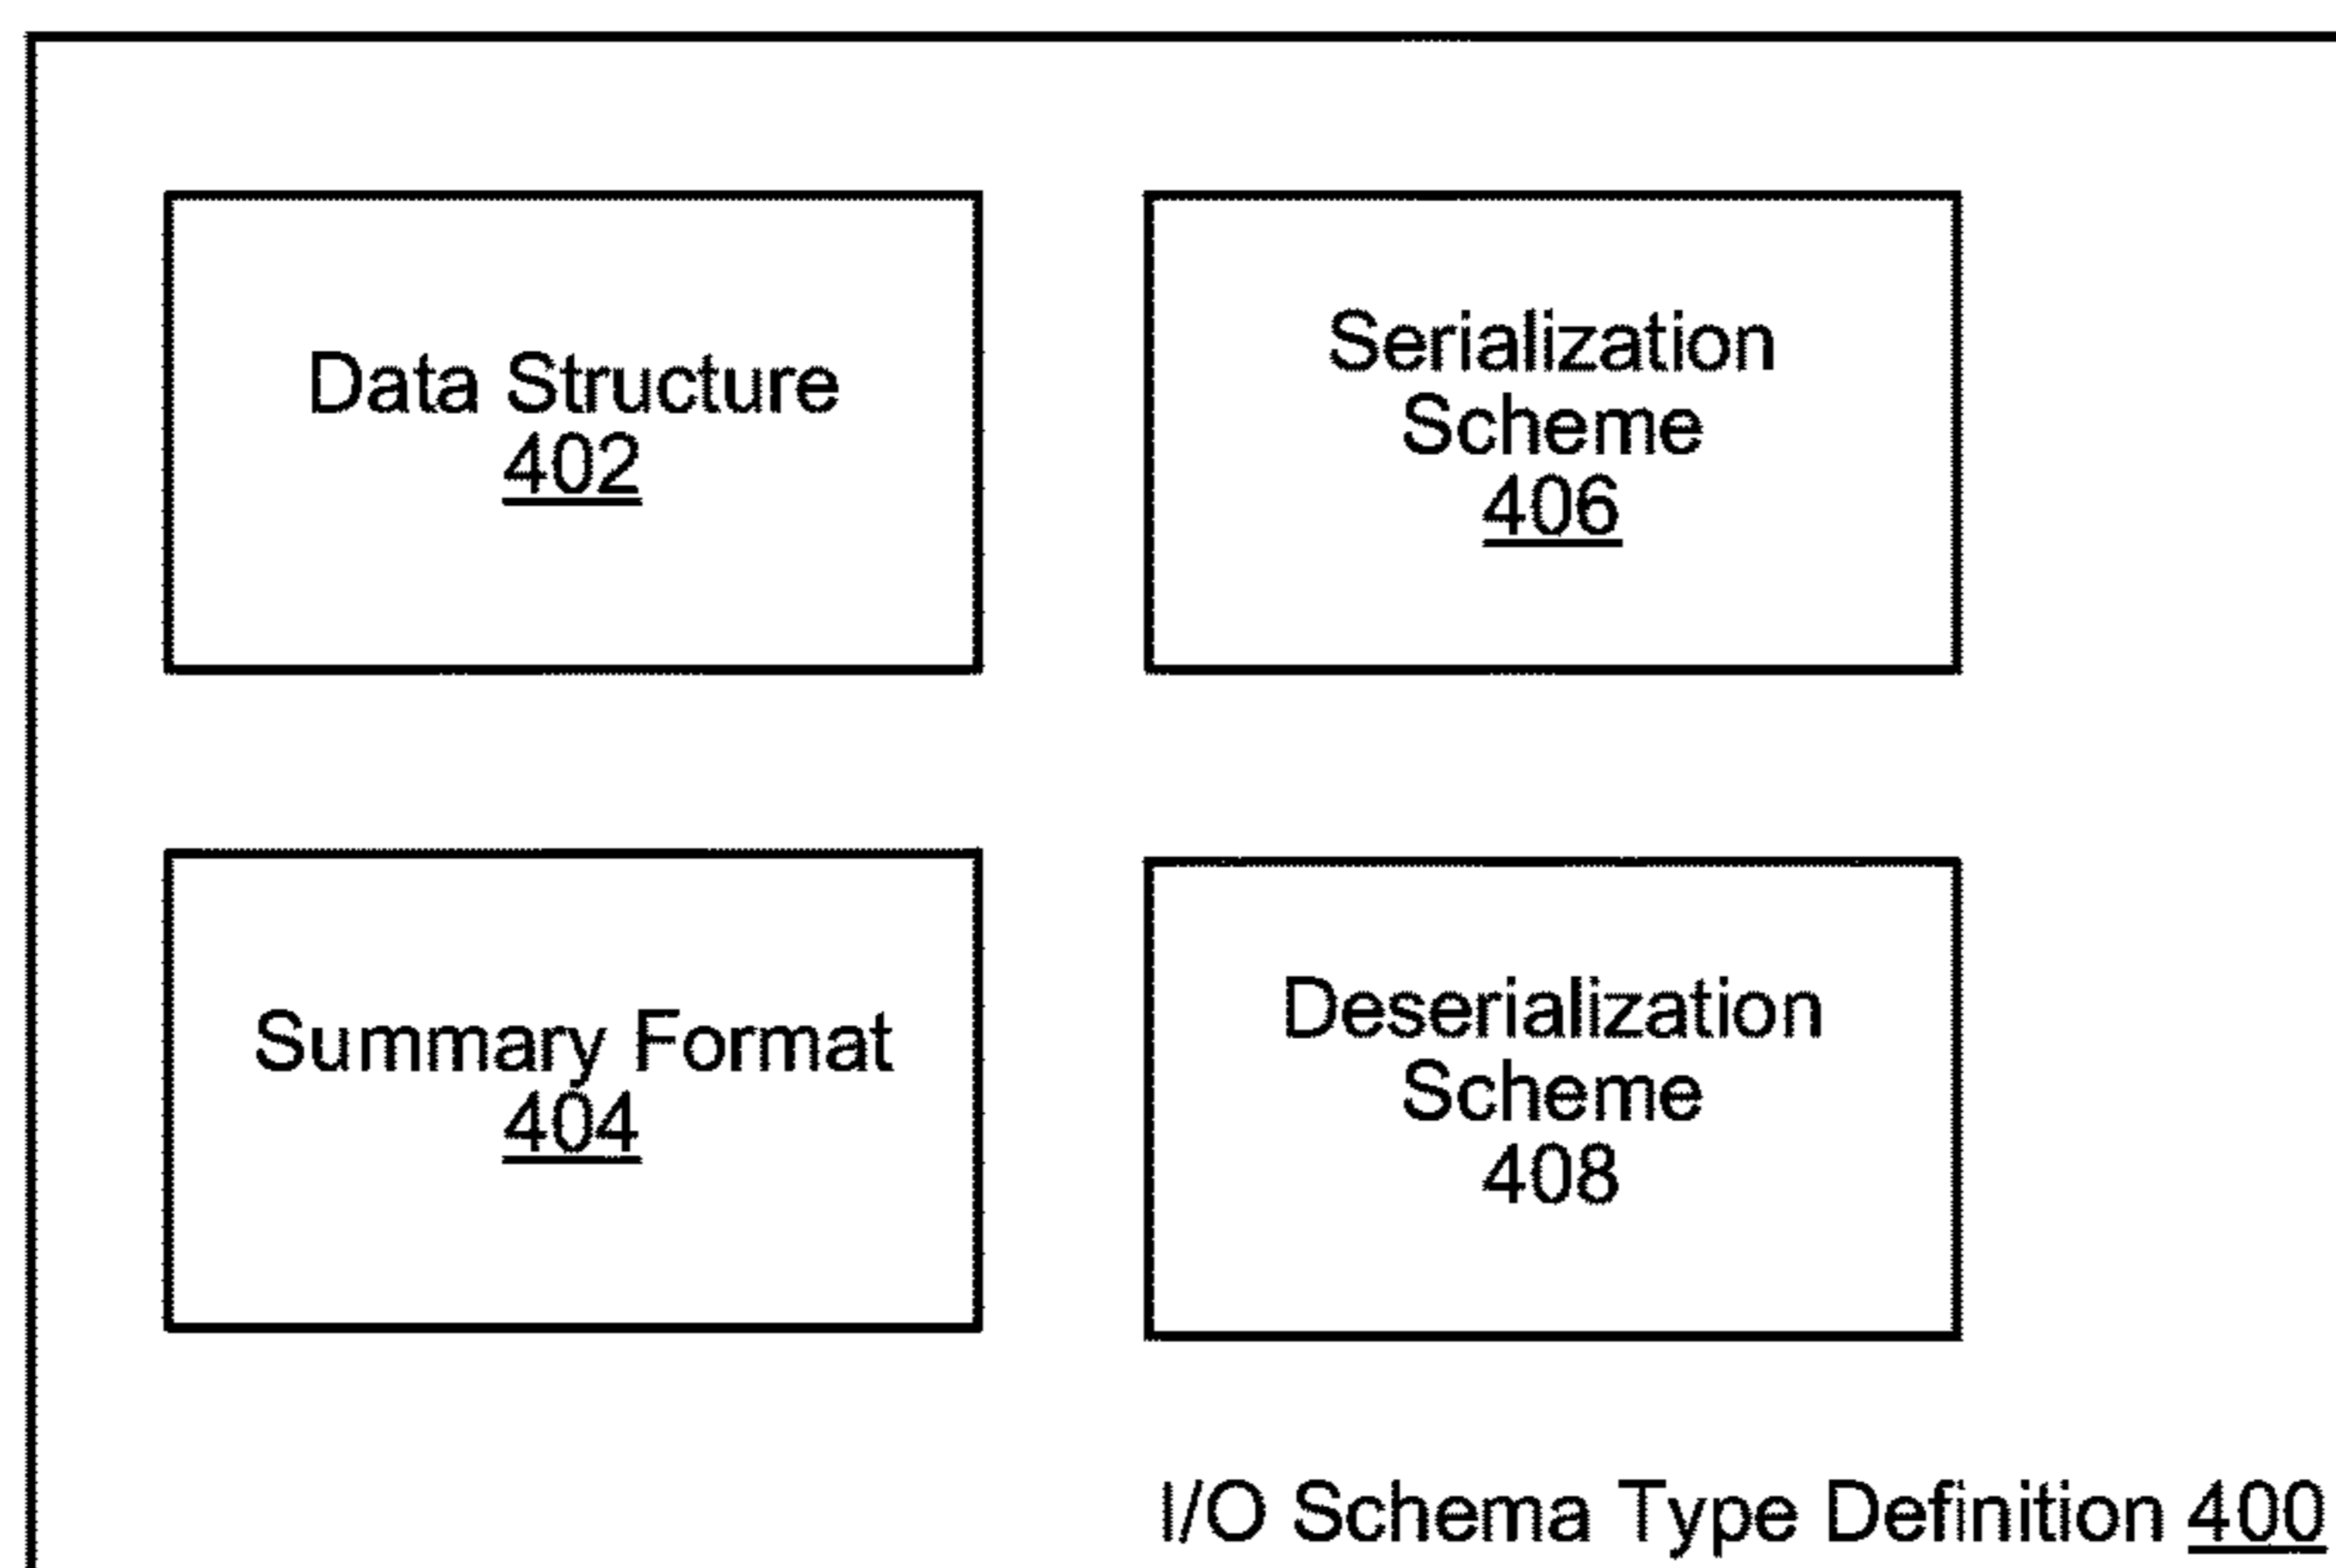 Data Structure
402
Serialization
Scheme
406
Summary Format
404
Deserialization
Scheme
408
I/O Schema Type Definition 400